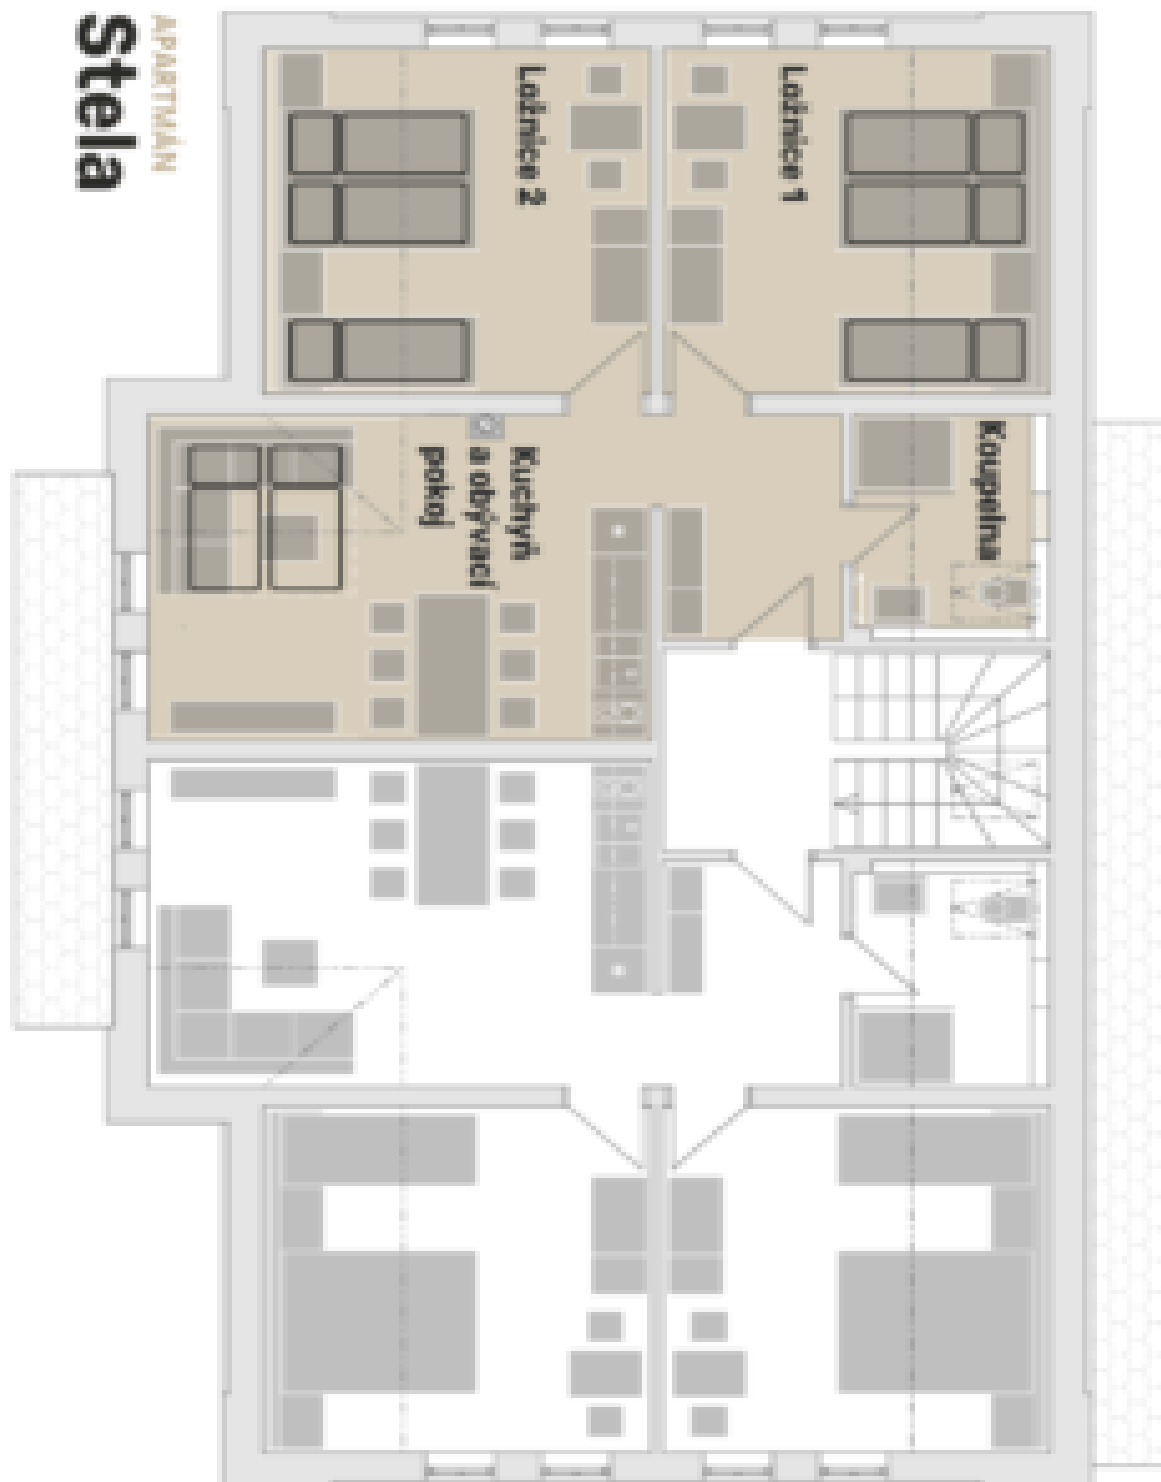 APARTMÁN
Stela
Ložnice 1
Ložnice 2
Koupelna
Kuchyň
a obývací
pokoj